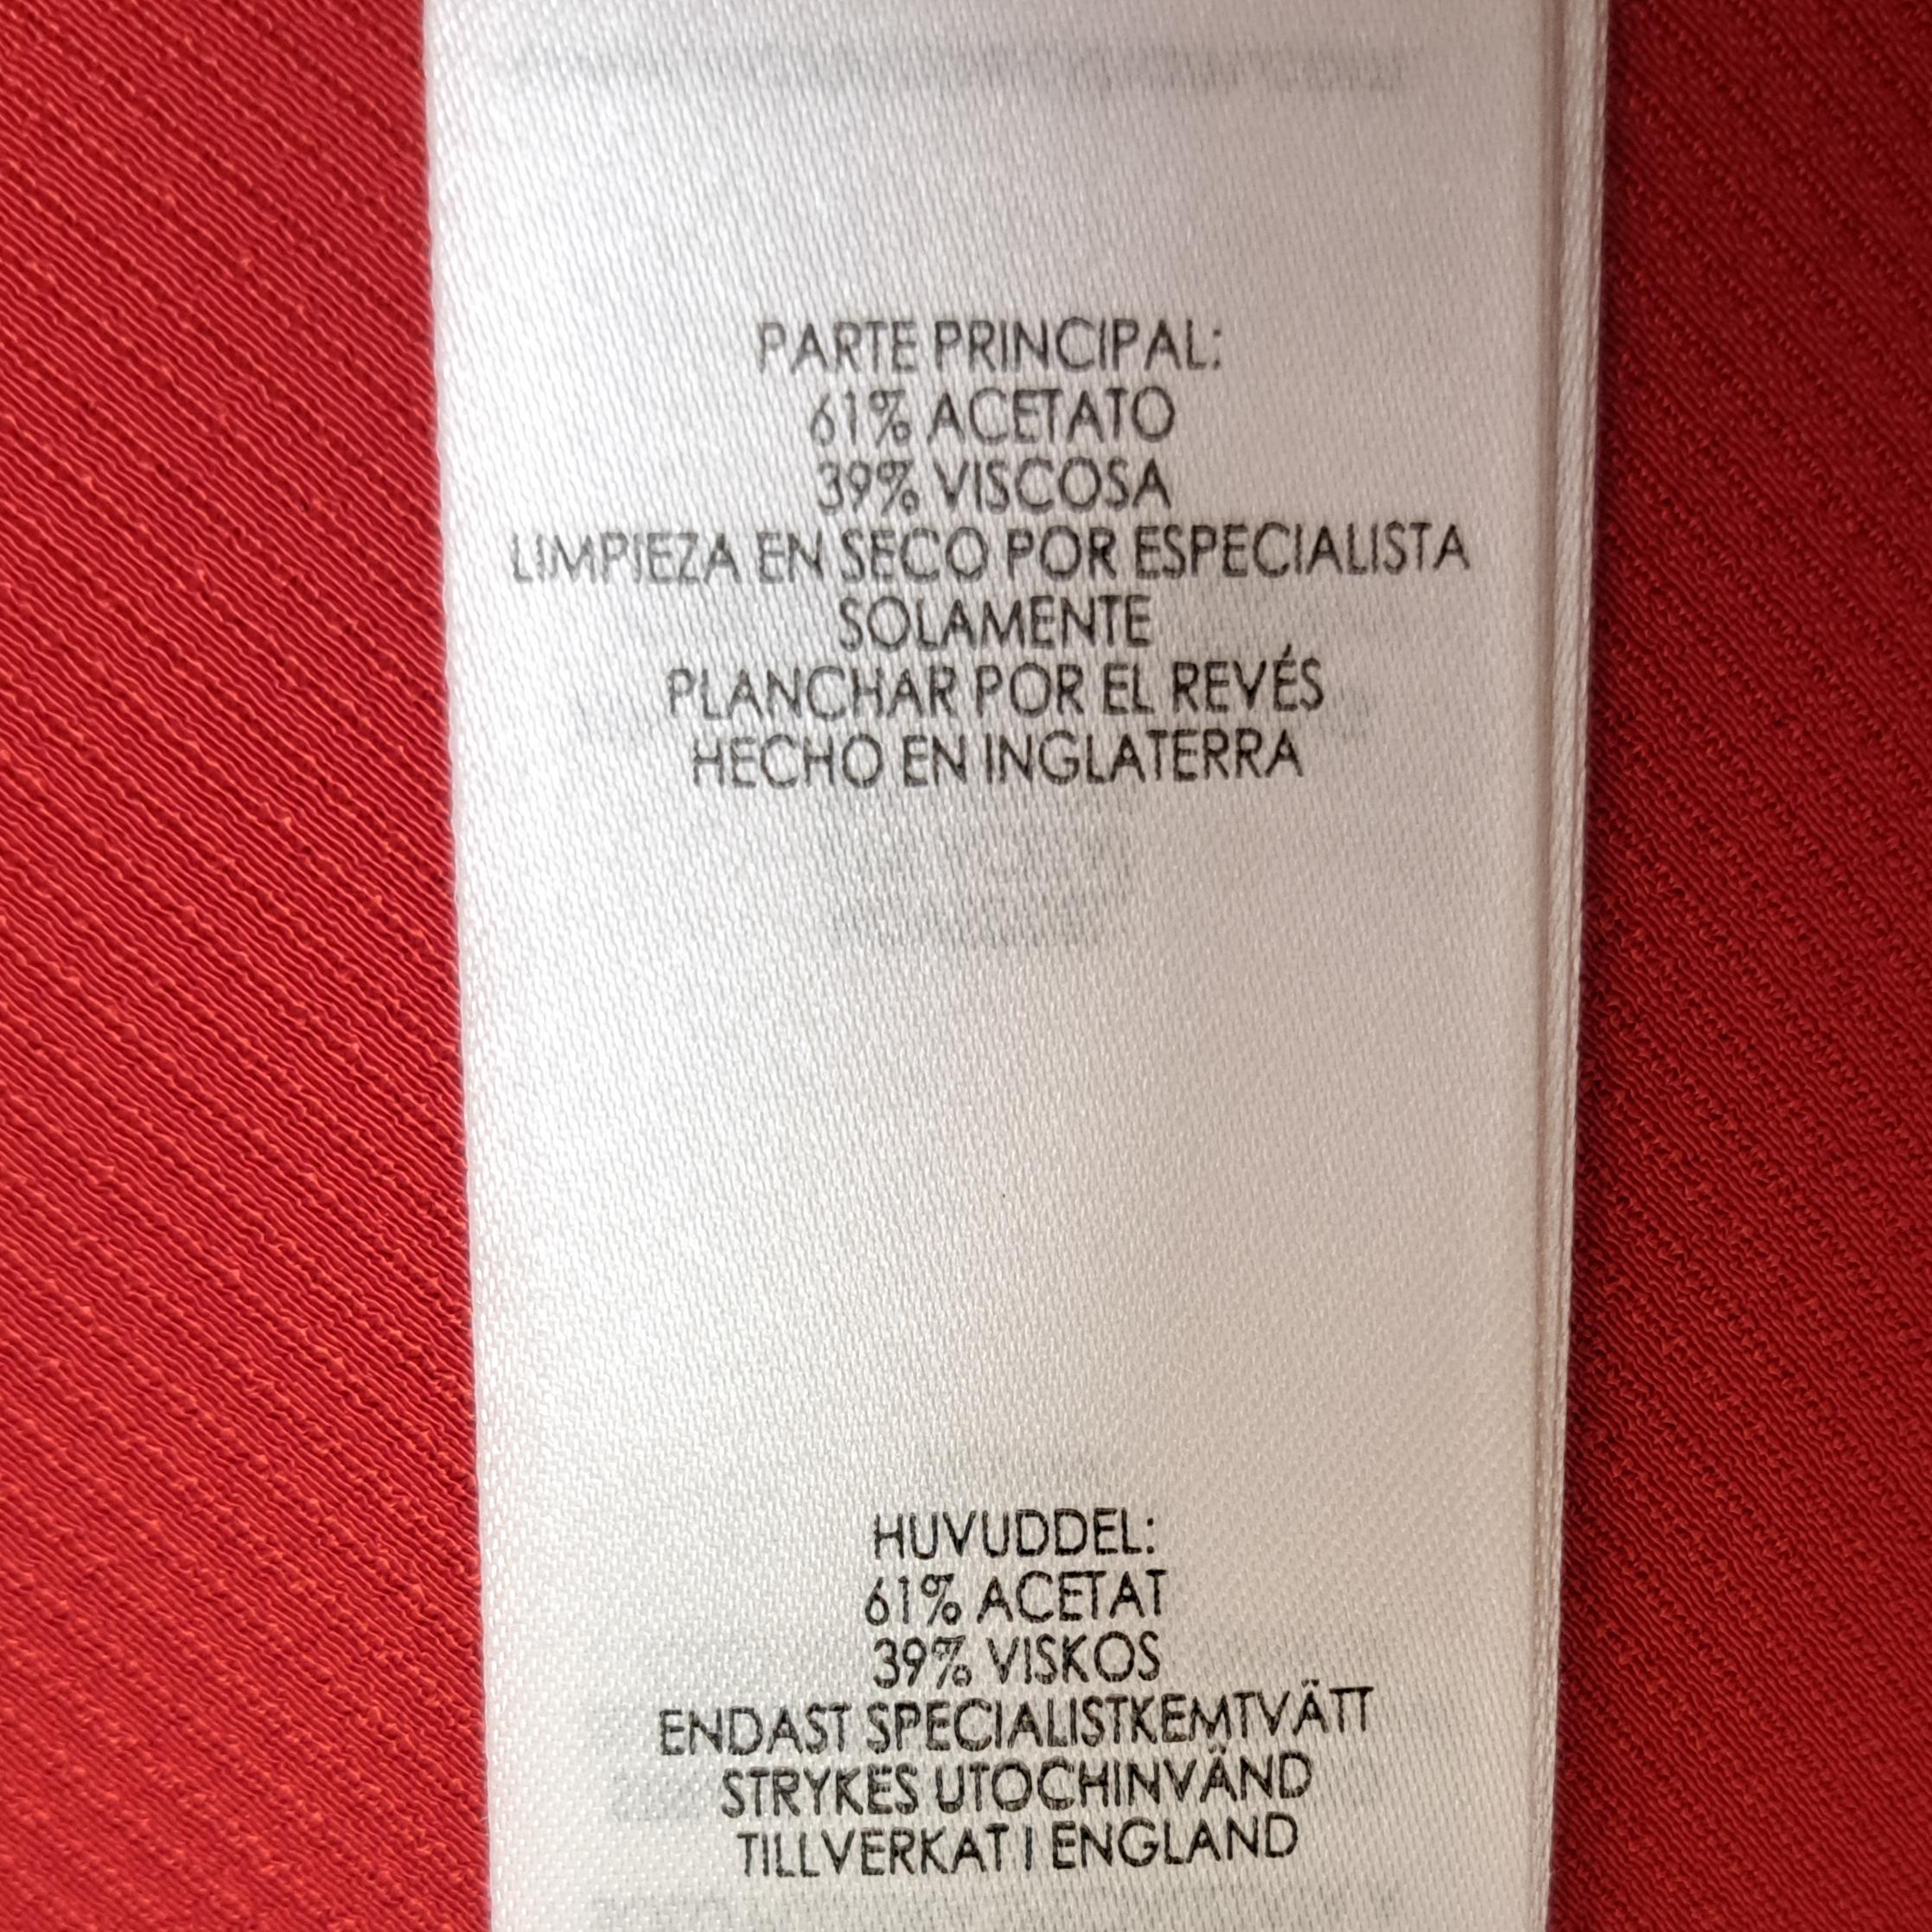 PARTE PRINCIPAL:
61% ACETATO
39% VISCOSA
LIMPIEZA EN SECO POR ESPECIALISTA
SOLAMENTE
PLANCHAR POR EL REVÉS
HECHO EN INGLATERRA
HUVUDDEL:
61% ACETAT
39% VISKOS
ENDAST SPECIALISTKEMTVÄTT
STRYKES UTOCHINVÄND
TILLVERKAT I ENGLAND